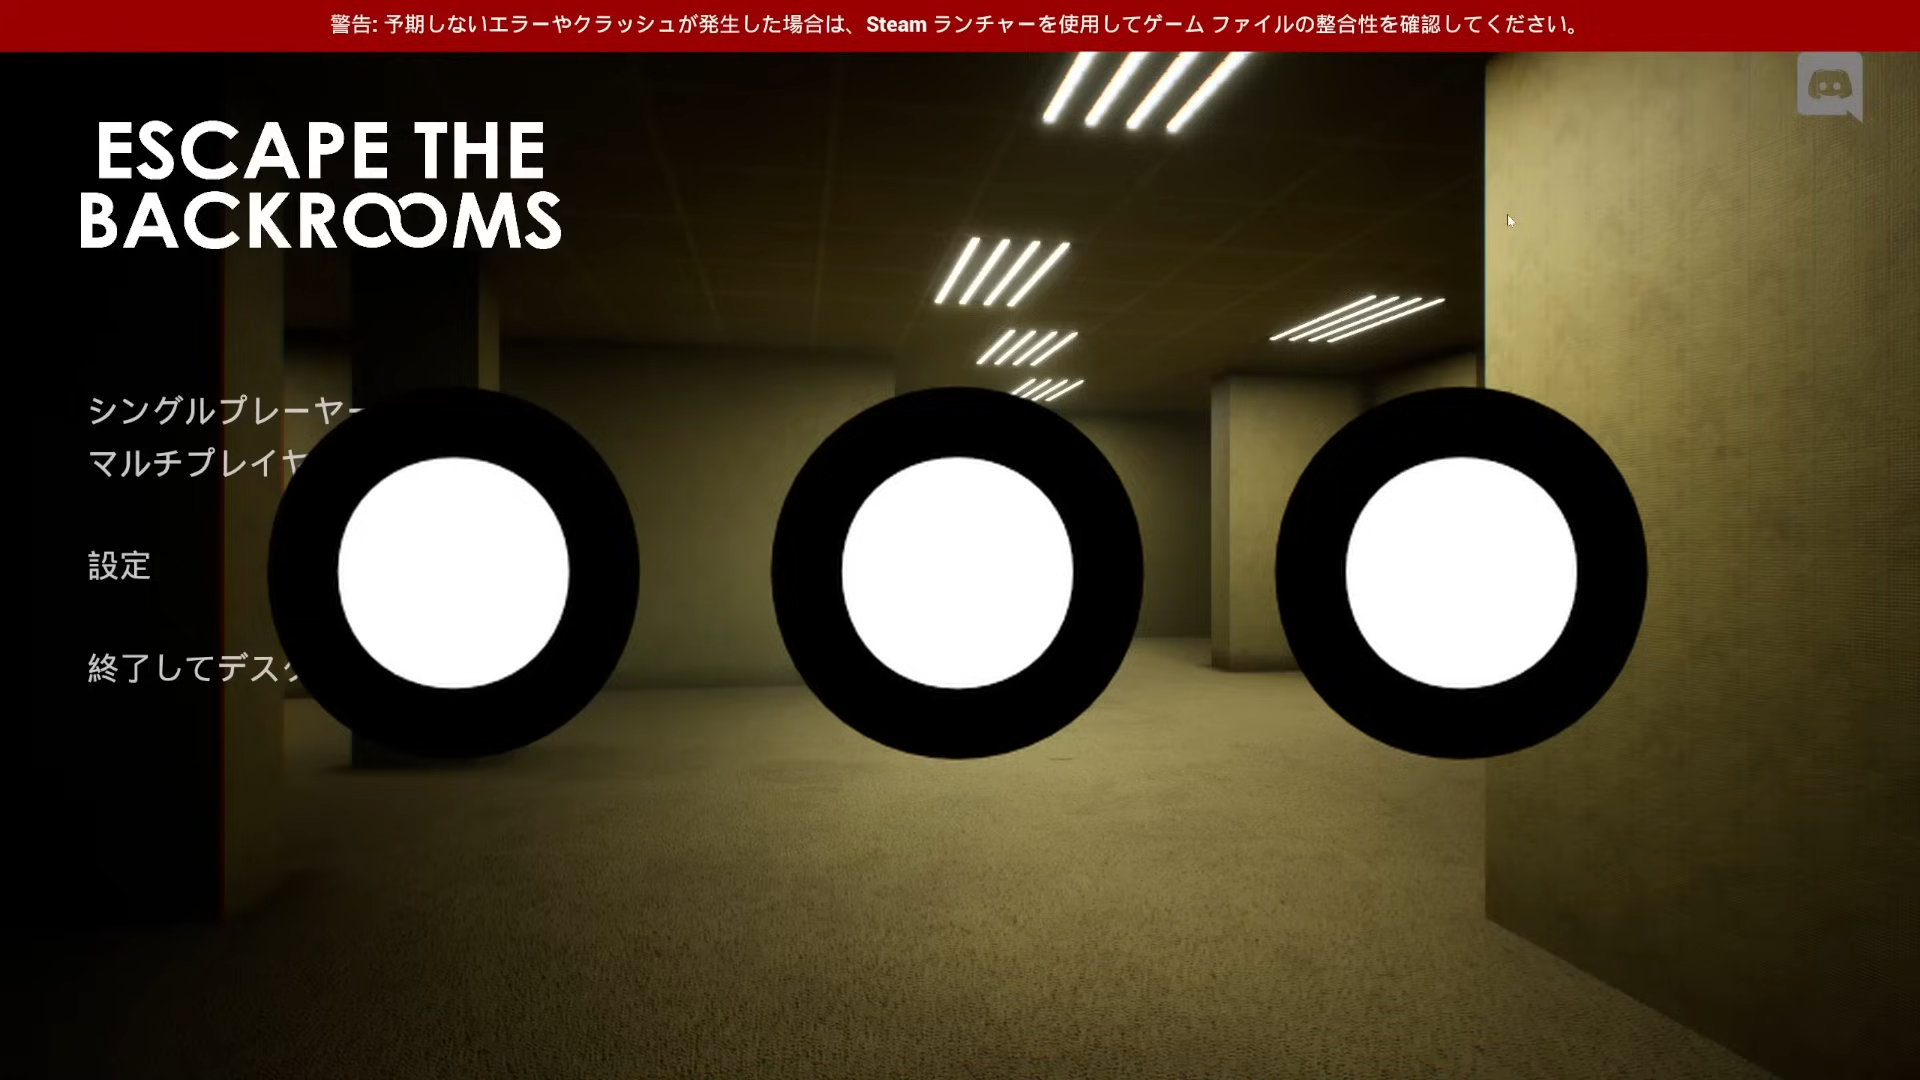 警告: 予期しないエラーやクラッシュが発生した場合は、Steam ランチャーを使用してゲーム ファイルの整合性を確認してください。
ESCAPE THE
BACKROOMS
シングルプレーヤー
マルチプレイヤ
設定
終了してデスク